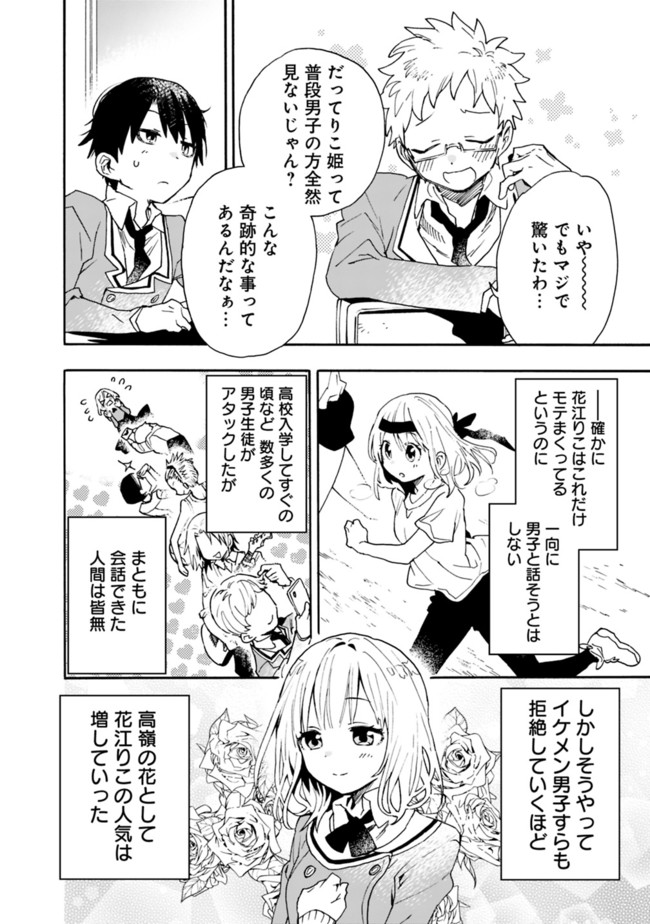 いや〜〜〜〜
でもマジで
驚いたわ…
だってりこ姫って
普段男子の方全然
見ないじゃん?
こんな
奇跡的な事って
あるんだなぁ…
――確かに
花江りこはこれだけ
モテまくってる
というのに
一向に
男子と話そうとは
しない
高校入学してすぐの
頃など 数多くの
男子生徒が
アタックしたが
まともに
会話できた
人間は皆無
しかしそうやって
イケメン男子すらも
拒絶していくほど
高嶺の花として
花江りこの人気は
増していった